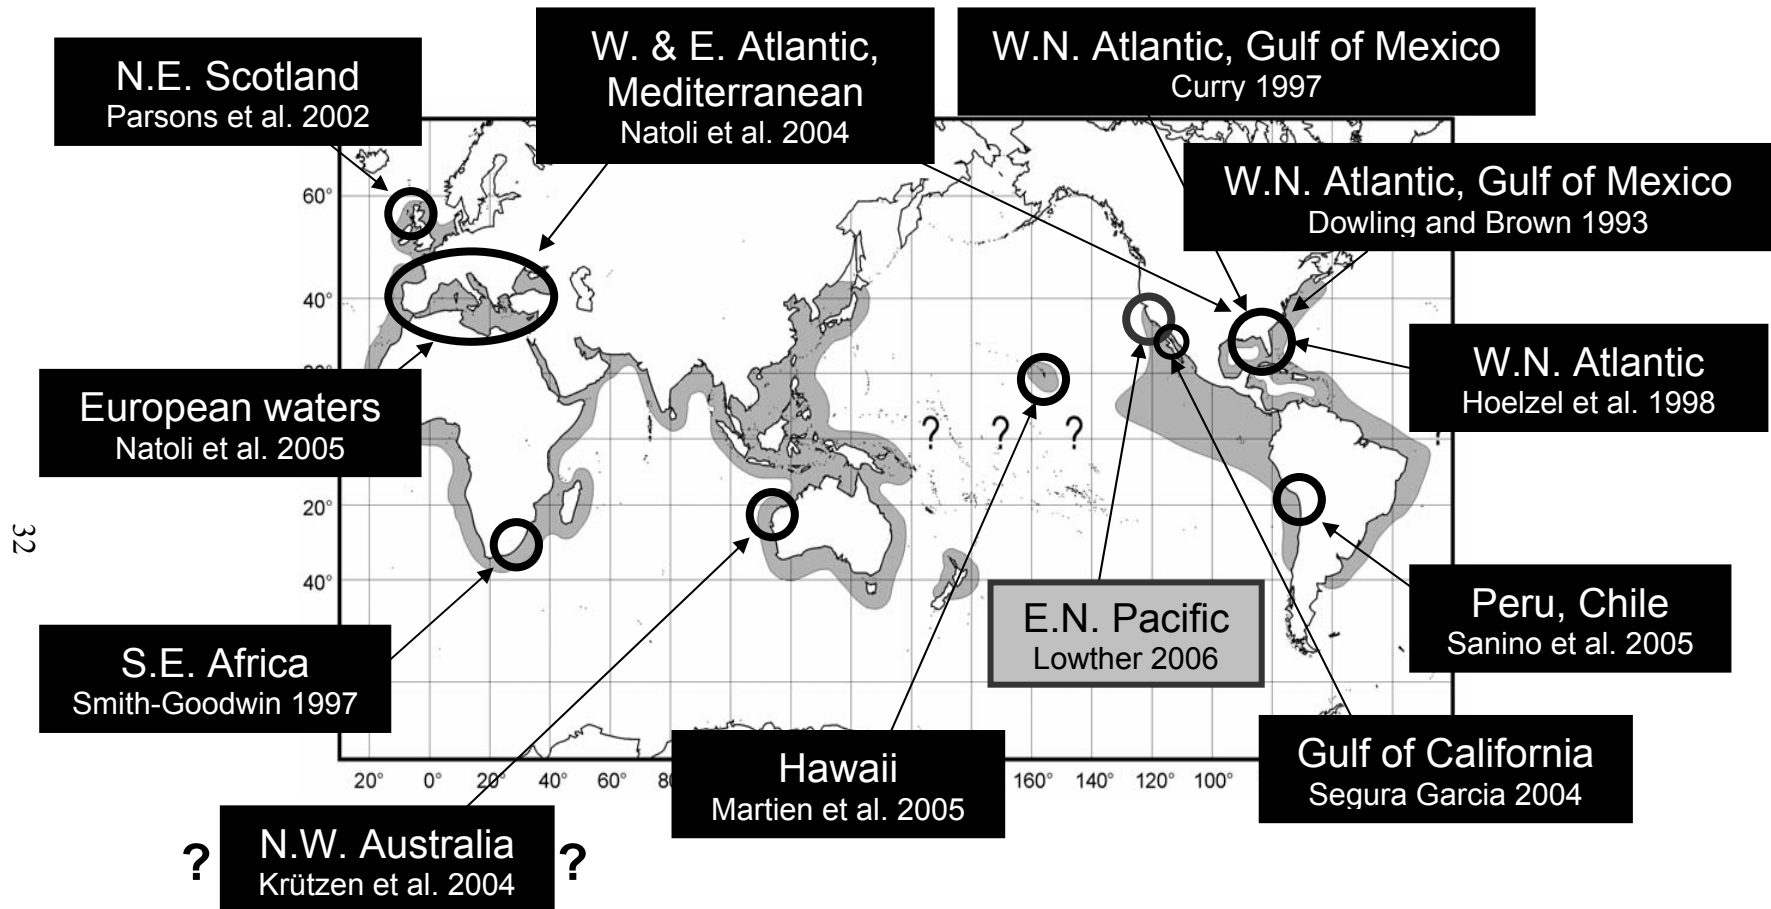 N.E. Scotland
Parsons et al. 2002
W. & E. Atlantic,
Mediterranean
Natoli et al. 2004
W.N. Atlantic, Gulf of Mexico
Curry 1997
W.N. Atlantic, Gulf of Mexico
Dowling and Brown 1993
W.N. Atlantic
Hoelzel et al. 1998
European waters
Natoli et al. 2005
60°
40°
20°
40°
? ? ?
32
S.E. Africa
Smith-Goodwin 1997
E.N. Pacific
Lowther 2006
Peru, Chile
Sanino et al. 2005
Hawaii
Martien et al. 2005
Gulf of California
Segura Garcia 2004
20° 0° 20° 40° 60° 160° 140° 120° 100°
? N.W. Australia ?
Krützen et al. 2004